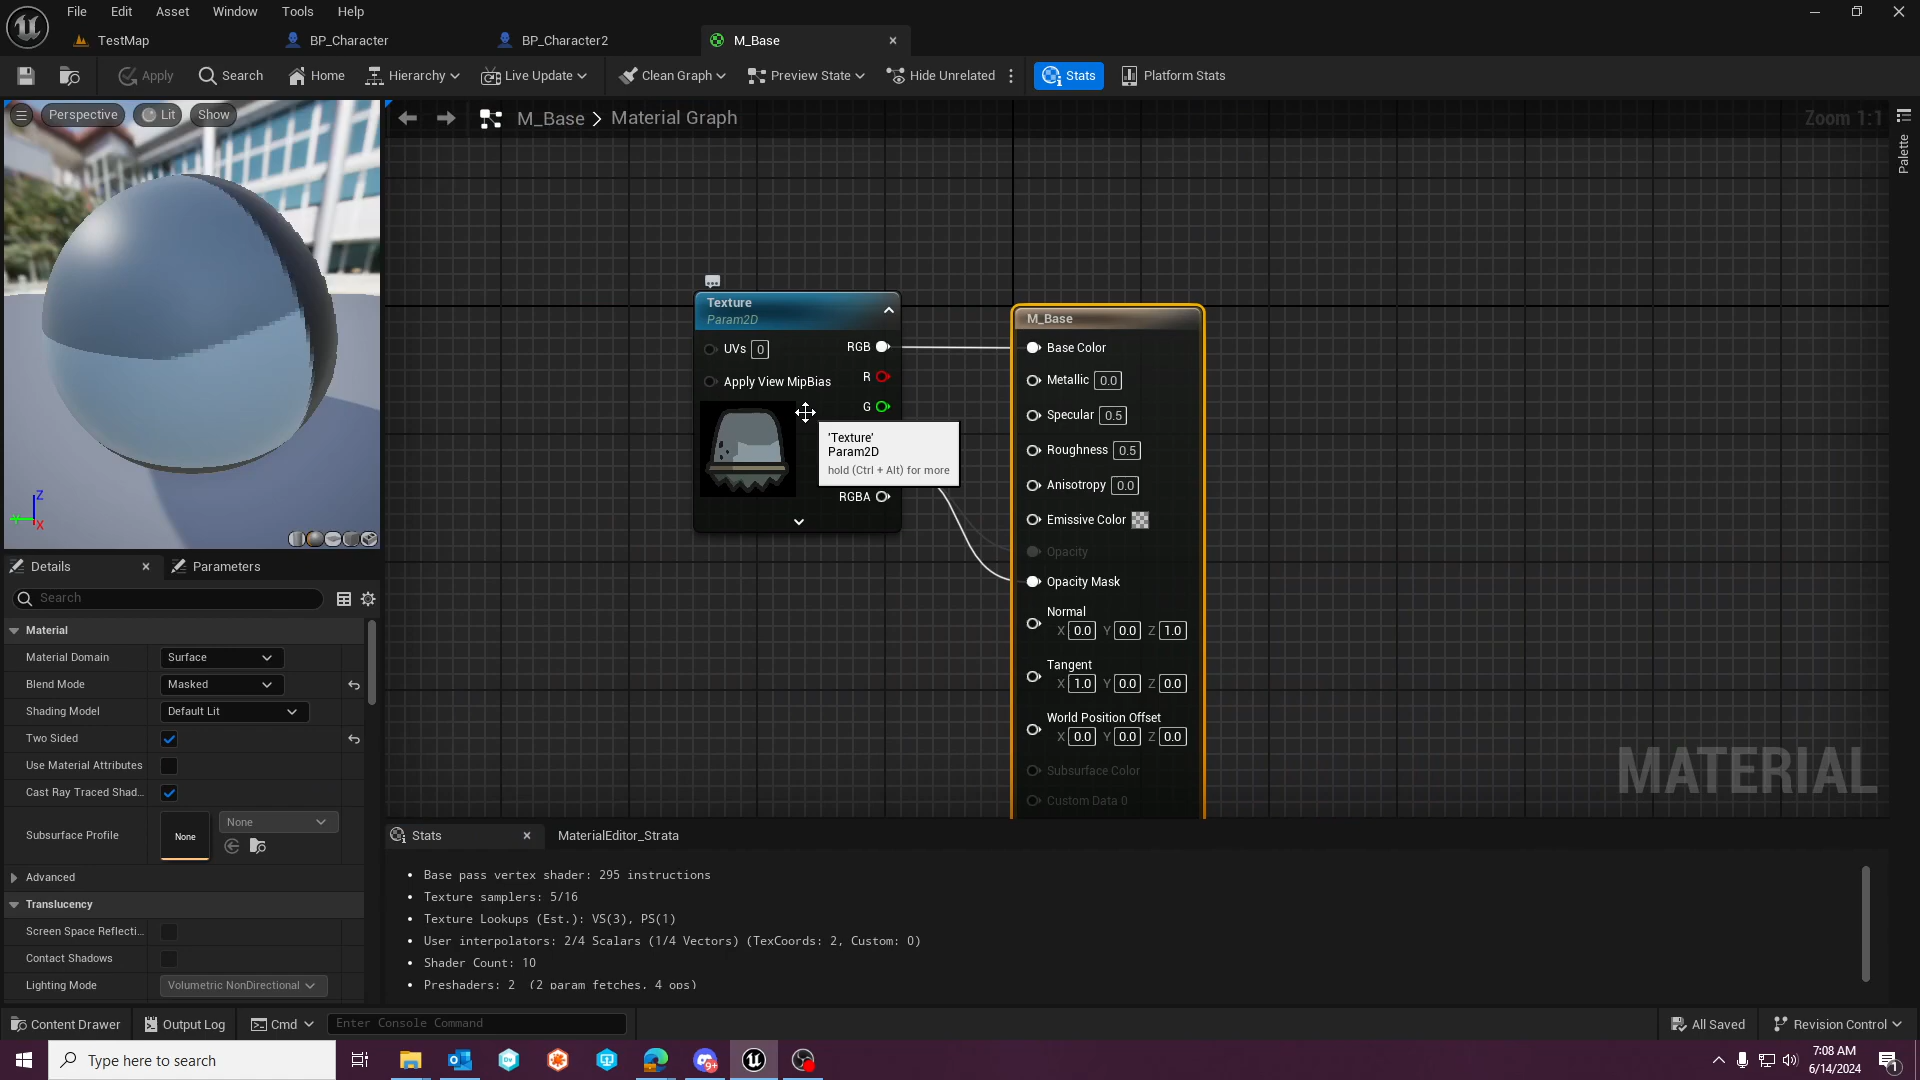 File Edit Asset Window Tools Help
TestMap BP_Character BP_Character2 M_Base
Apply Search Home Hierarchy Live Update Clean Graph Preview State Hide Unrelated Stats Platform Stats
Perspective Lit Show
M_Base > Material Graph
Zoom 1:1
Palette
Texture
Param2D
UVs 0 RGB
Apply View MipBias R
G
RGBA
'Texture'
Param2D
hold (Ctrl + Alt) for more
M_Base
Base Color
Metallic 0.0
Specular 0.5
Roughness 0.5
Anisotropy 0.0
Emissive Color
Opacity
Opacity Mask
Normal
X 0.0 Y 0.0 Z 1.0
Tangent
X 1.0 Y 0.0 Z 0.0
World Position Offset
X 0.0 Y 0.0 Z 0.0
Subsurface Color
Custom Data 0
MATERIAL
Z
Y
X
Details Parameters
Search
Material
Material Domain Surface
Blend Mode Masked
Shading Model Default Lit
Two Sided
Use Material Attributes
Cast Ray Traced Shad...
Subsurface Profile None None
Advanced
Translucency
Screen Space Reflecti...
Contact Shadows
Lighting Mode Volumetric NonDirectional
Stats MaterialEditor_Strata
Base pass vertex shader: 295 instructions
Texture samplers: 5/16
Texture Lookups (Est.): VS(3), PS(1)
User interpolators: 2/4 Scalars (1/4 Vectors) (TexCoords: 2, Custom: 0)
Shader Count: 10
Preshaders: 2 (2 param fetches, 4 ops)
Content Drawer Output Log Cmd Enter Console Command All Saved Revision Control
Type here to search
9+
7:08 AM
6/14/2024
1